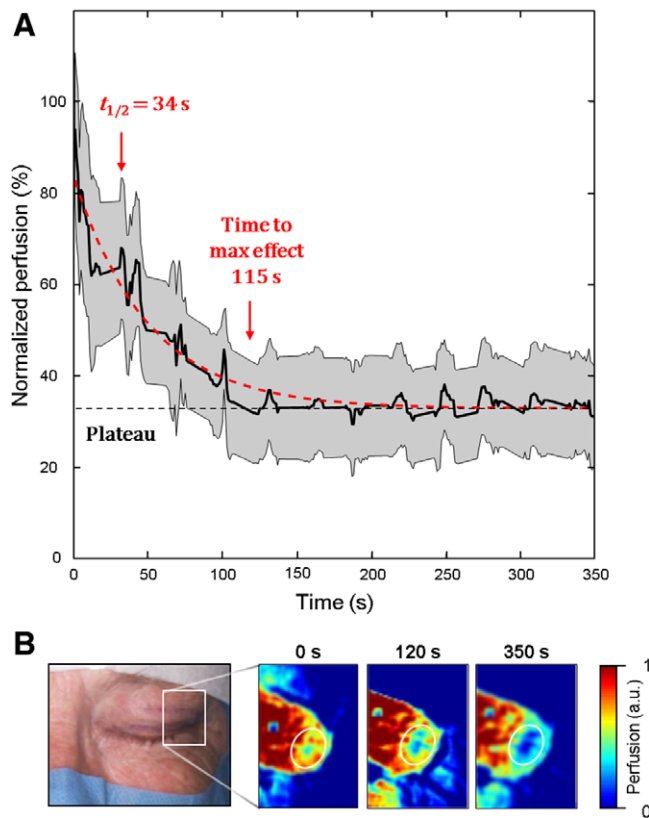 A
t1/2 = 34 s
Time to
max effect
115 s
Plateau
Normalized perfusion (%)
100
80
60
40
20
0
0 50 100 150 200 250 300 350
Time (s)
B
0 s 120 s 350 s
1
Perfusion (a.u.)
0